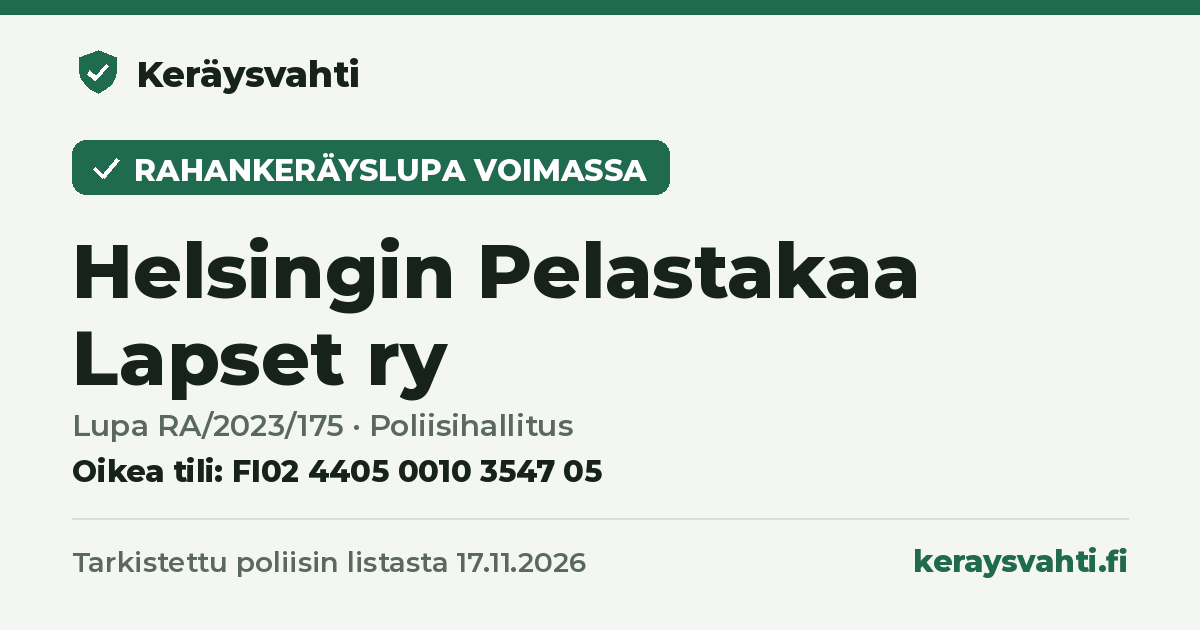 Keräysvahti
RAHANKERÄYSLUPA VOIMASSA
Helsingin Pelastakaa
Lapset ry
Lupa RA/2023/175 · Poliisihallitus
Oikea tili: FI02 4405 0010 3547 05
Tarkistettu poliisin listasta 17.11.2026
keraysvahti.fi